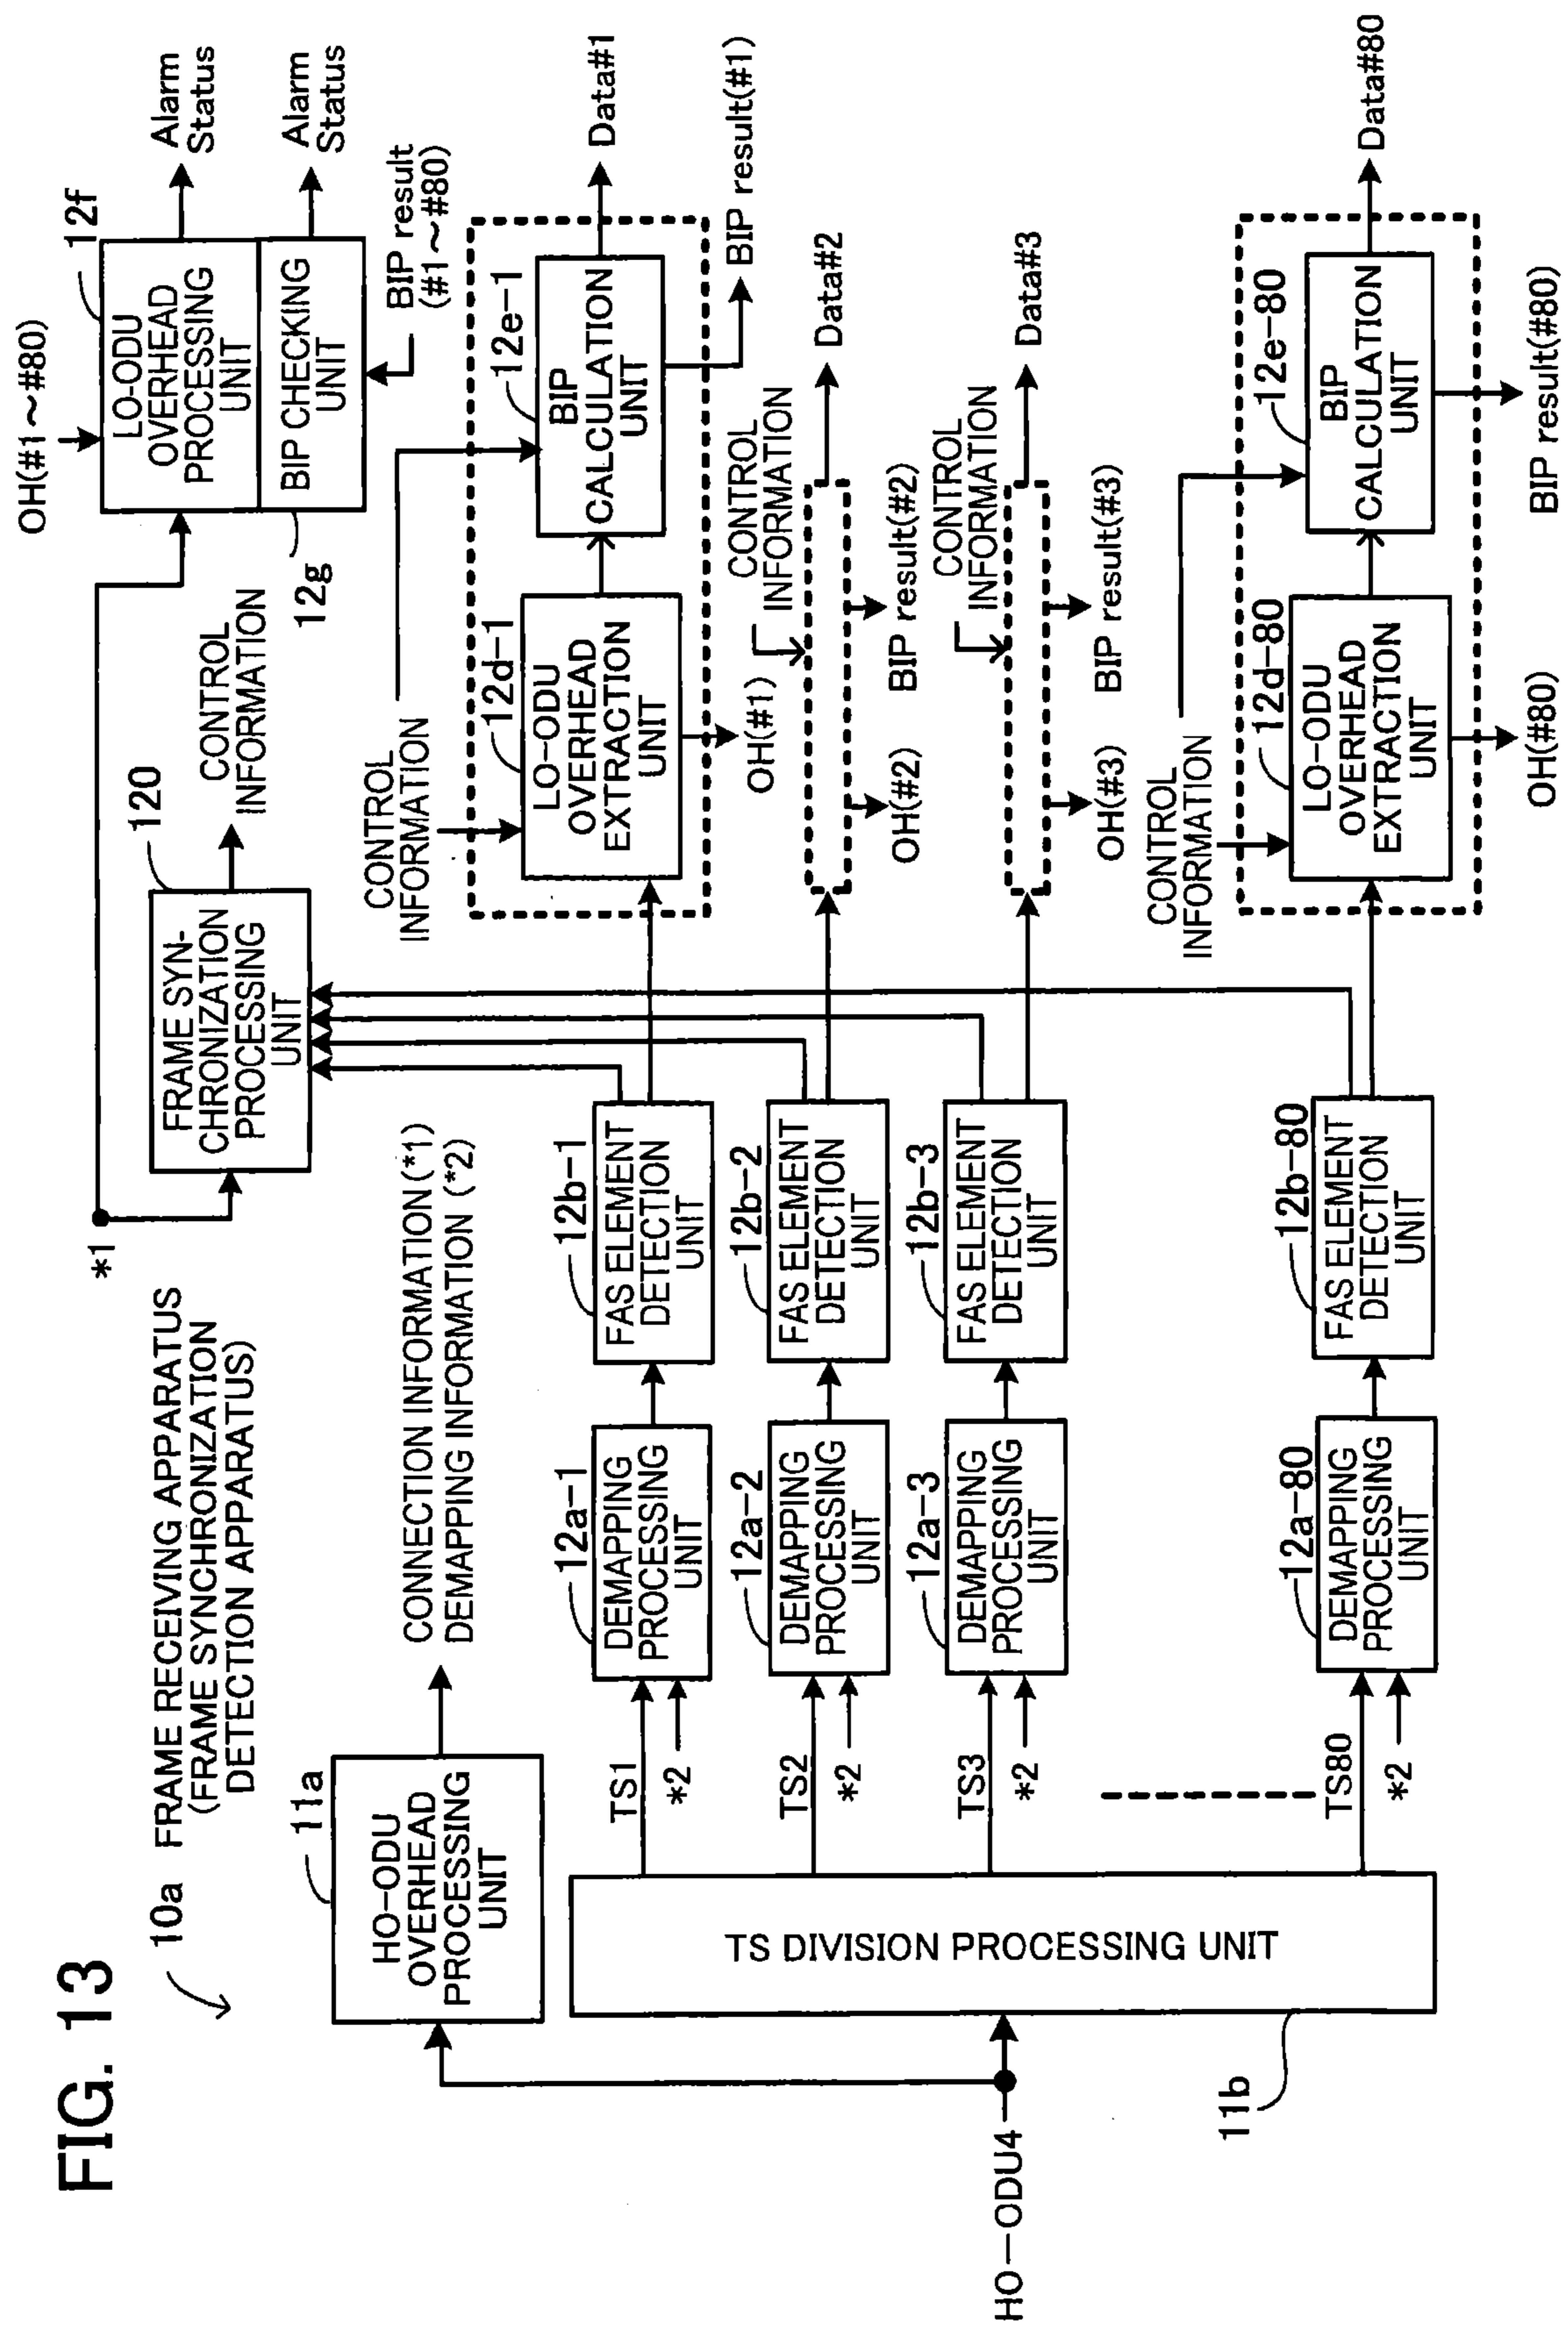 FIG. 13
10a FRAME RECEIVING APPARATUS
(FRAME SYNCHRONIZATION
DETECTION APPARATUS)
HO-ODU4
11a
HO-ODU
OVERHEAD
PROCESSING
UNIT
CONNECTION INFORMATION(*1)
DEMAPPING INFORMATION (*2)
11b
TS DIVISION PROCESSING UNIT
*1
120
FRAME SYN-
CHRONIZATION
PROCESSING
UNIT
CONTROL
INFORMATION
OH(#1~#80)
12f
LO-ODU
OVERHEAD
PROCESSING
UNIT
Alarm
Status
12g
BIP CHECKING
UNIT
Alarm
Status
BIP result
(#1~#80)
TS1
*2
12a-1
DEMAPPING
PROCESSING
UNIT
12b-1
FAS ELEMENT
DETECTION
UNIT
CONTROL
INFORMATION
12d-1
LO-ODU
OVERHEAD
EXTRACTION
UNIT
OH(#1)
12e-1
BIP
CALCULATION
UNIT
Data#1
BIP result(#1)
TS2
*2
12a-2
DEMAPPING
PROCESSING
UNIT
12b-2
FAS ELEMENT
DETECTION
UNIT
CONTROL
INFORMATION
OH(#2)
BIP result(#2)
Data#2
TS3
*2
12a-3
DEMAPPING
PROCESSING
UNIT
12b-3
FAS ELEMENT
DETECTION
UNIT
CONTROL
INFORMATION
OH(#3)
BIP result(#3)
Data#3
TS80
*2
12a-80
DEMAPPING
PROCESSING
UNIT
12b-80
FAS ELEMENT
DETECTION
UNIT
CONTROL
INFORMATION
12d-80
LO-ODU
OVERHEAD
EXTRACTION
UNIT
OH(#80)
12e-80
BIP
CALCULATION
UNIT
Data#80
BIP result(#80)